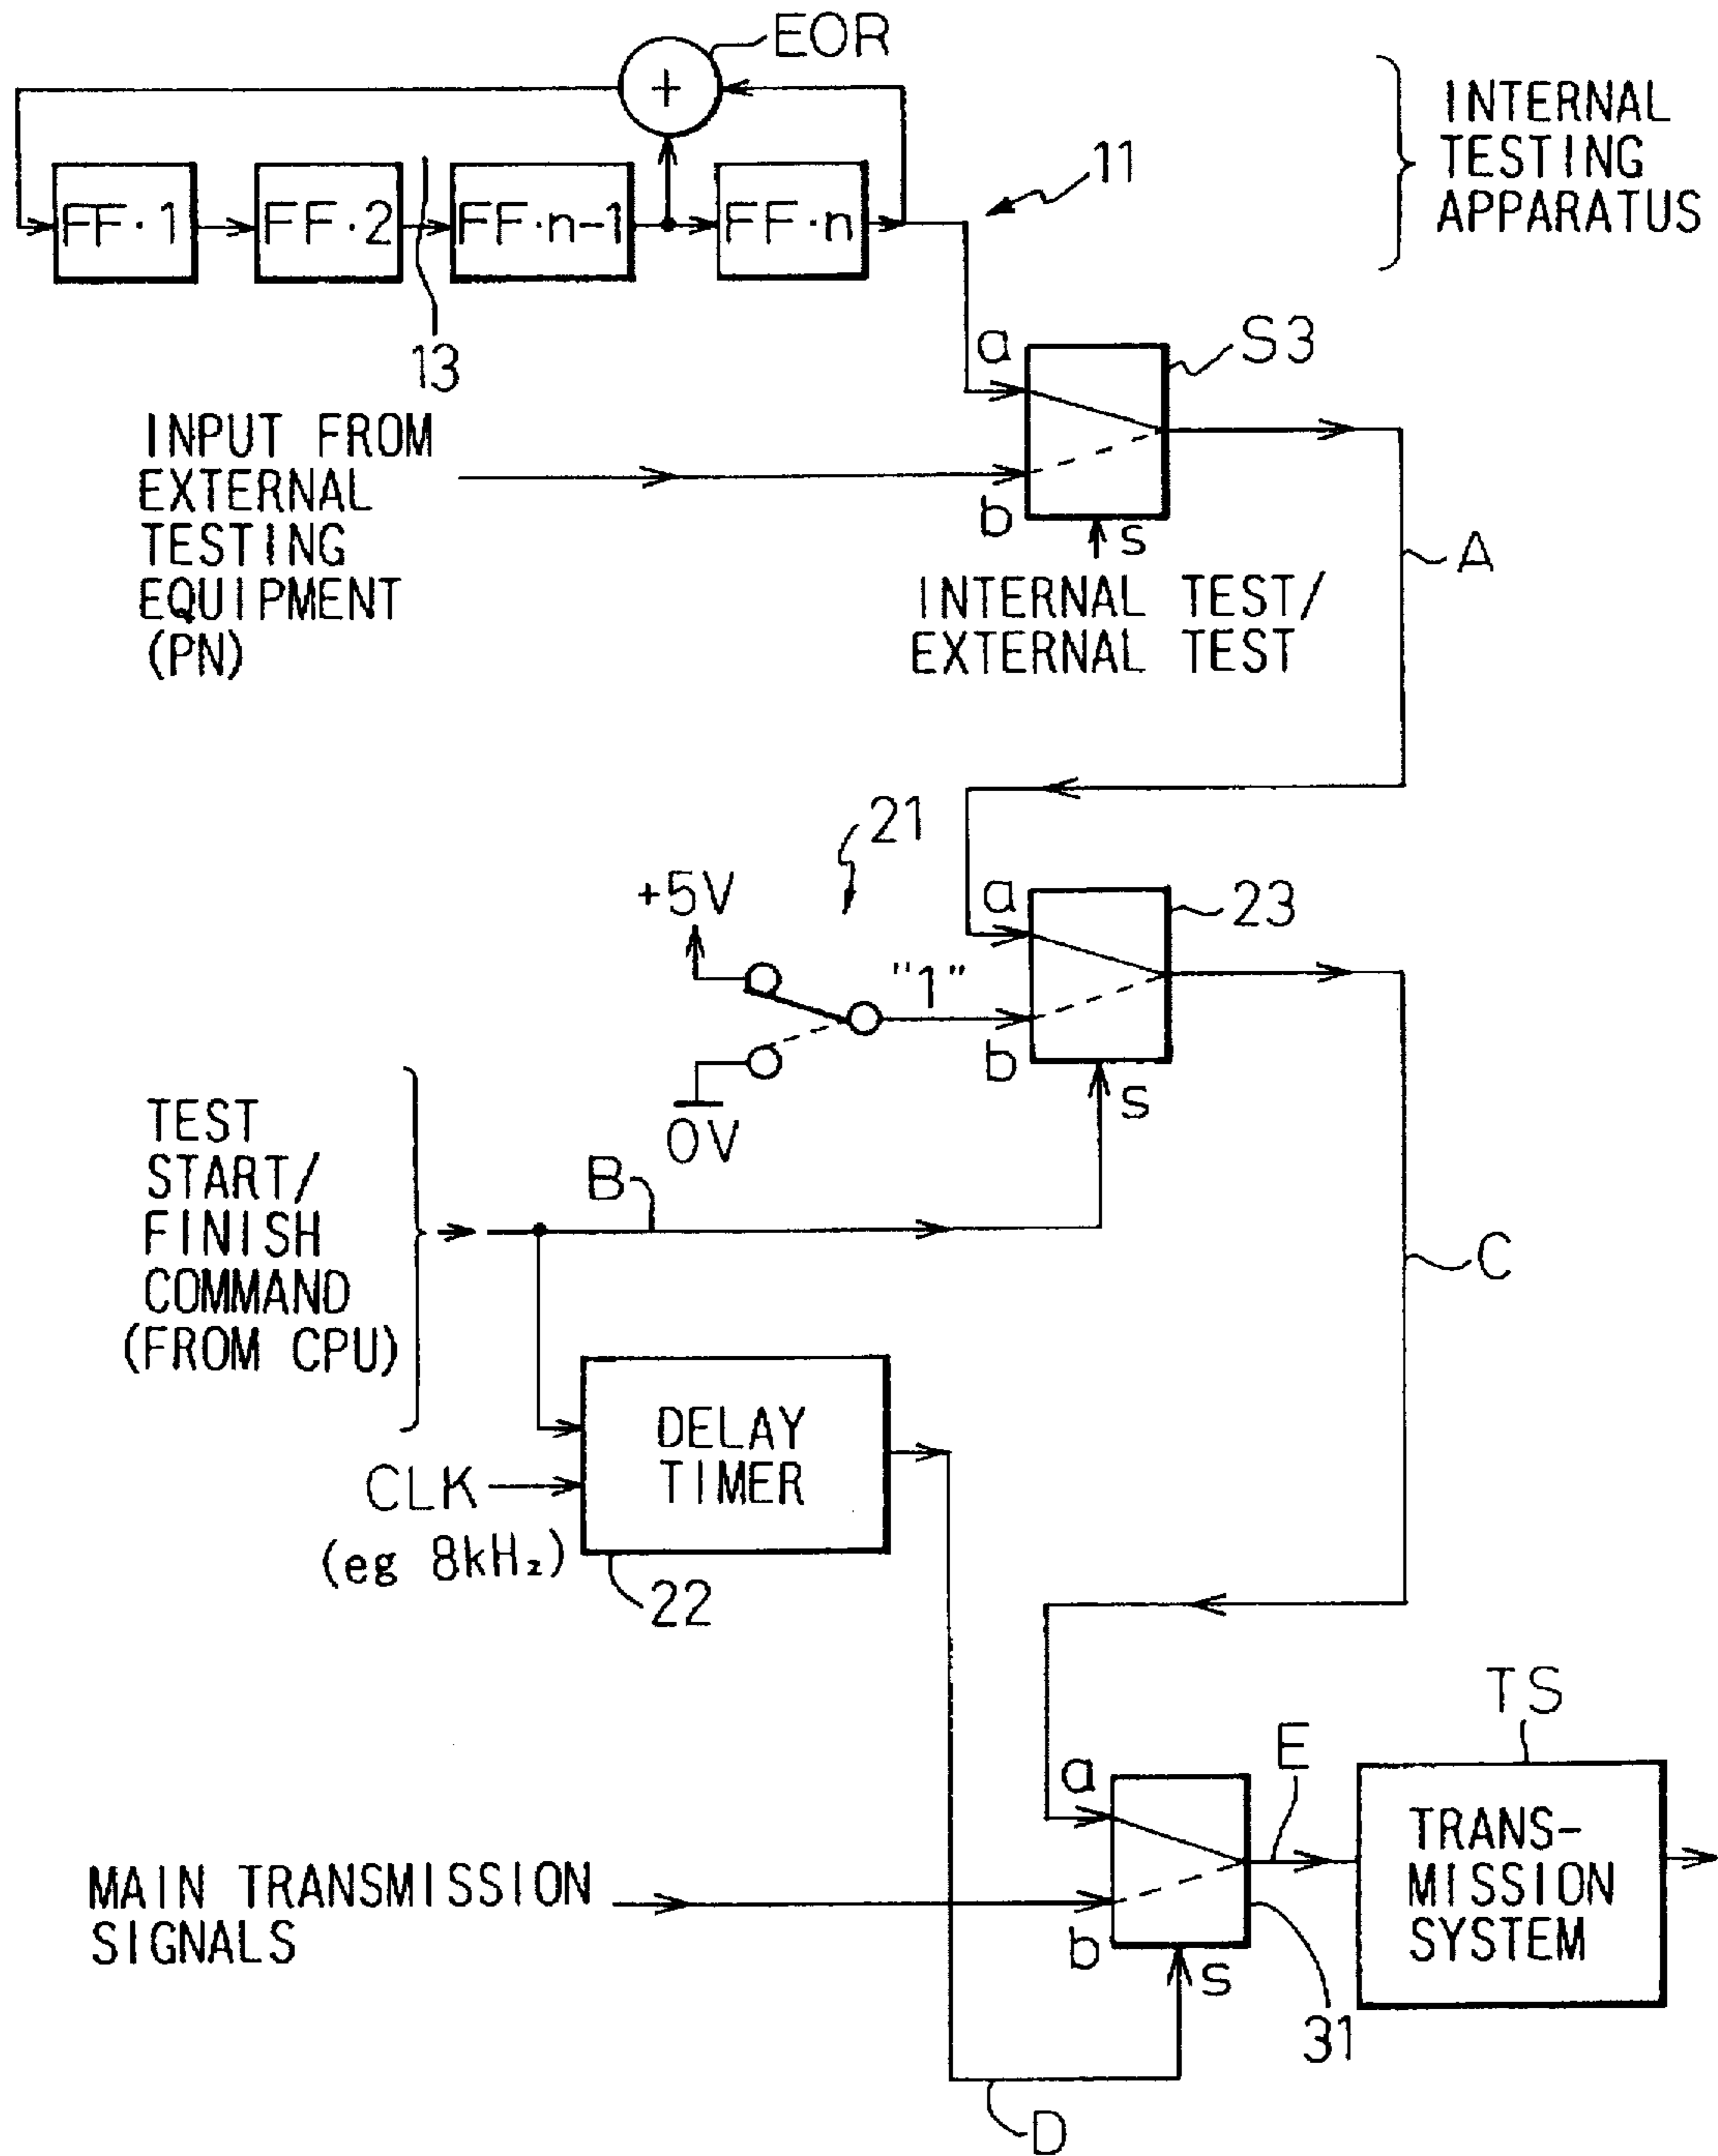 EOR
INTERNAL
TESTING
APPARATUS
11
FF·1
FF·2
FF·n-1
FF·n
13
S3
a
b
s
INPUT FROM
EXTERNAL
TESTING
EQUIPMENT
(PN)
INTERNAL TEST/
EXTERNAL TEST
A
21
+5V
"1"
0V
a
b
s
23
TEST
START/
FINISH
COMMAND
(FROM CPU)
B
C
DELAY
TIMER
CLK
(eg 8kHz)
22
TS
E
a
b
s
TRANS-
MISSION
SYSTEM
MAIN TRANSMISSION
SIGNALS
31
D